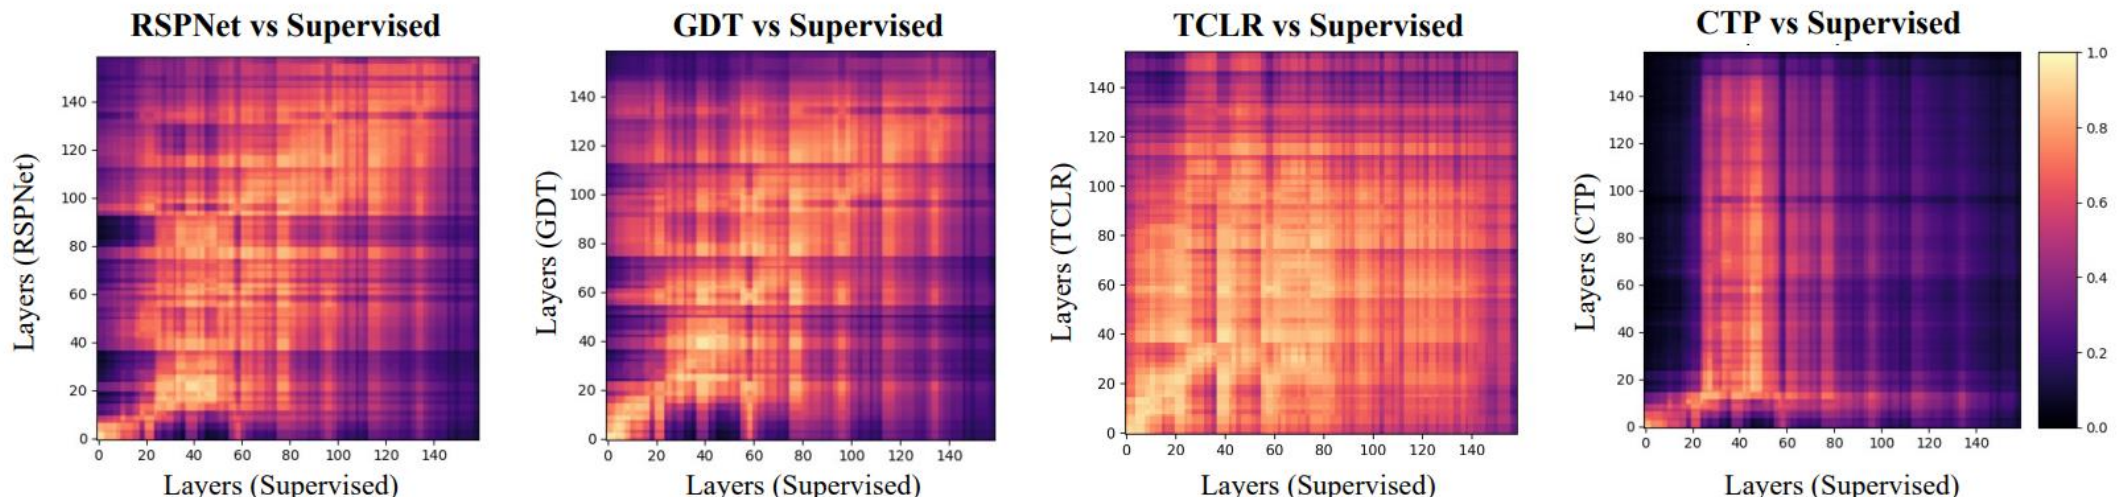 RSPNet vs Supervised
GDT vs Supervised
TCLR vs Supervised
CTP vs Supervised
Layers (RSPNet)
140
120
100
80
60
40
20
0
0 20 40 60 80 100 120 140
Layers (Supervised)
Layers (GDT)
140
120
100
80
60
40
20
0
0 20 40 60 80 100 120 140
Layers (Supervised)
Layers (TCLR)
140
120
100
80
60
40
20
0
0 20 40 60 80 100 120 140
Layers (Supervised)
Layers (CTP)
140
120
100
80
60
40
20
0
0 20 40 60 80 100 120 140
Layers (Supervised)
1.0
0.8
0.6
0.4
0.2
0.0